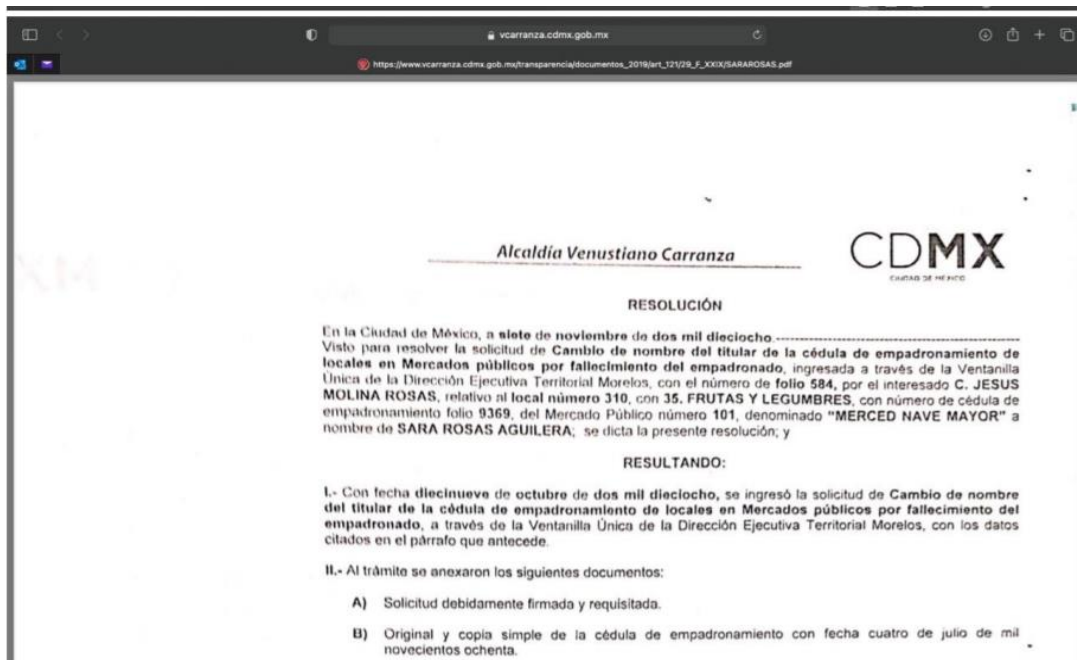 vcarranza.cdmx.gob.mx
https://www.vcarranza.cdmx.gob.mx/transparencia/documentos_2019/art_121/29_F_XXIX/SARAROSAS.pdf
Alcaldía Venustiano Carranza
CDMX
CIUDAD DE MÉXICO
RESOLUCIÓN
En la Ciudad de México, a siete de noviembre de dos mil dieciocho.------------------------------
Visto para resolver la solicitud de Cambio de nombre del titular de la cédula de empadronamiento de
locales en Mercados públicos por fallecimiento del empadronado, ingresada a través de la Ventanilla
Única de la Dirección Ejecutiva Territorial Morelos, con el número de folio 584, por el interesado C. JESUS
MOLINA ROSAS, relativo al local número 310, con 35. FRUTAS Y LEGUMBRES, con número de cédula de
empadronamiento folio 9369, del Mercado Público número 101, denominado "MERCED NAVE MAYOR" a
nombre de SARA ROSAS AGUILERA; se dicta la presente resolución; y
RESULTANDO:
I.- Con fecha diecinueve de octubre de dos mil dieciocho, se ingresó la solicitud de Cambio de nombre
del titular de la cédula de empadronamiento de locales en Mercados públicos por fallecimiento del
empadronado, a través de la Ventanilla Única de la Dirección Ejecutiva Territorial Morelos, con los datos
citados en el párrafo que antecede.
II.- Al trámite se anexaron los siguientes documentos:
A) Solicitud debidamente firmada y requisitada.
B) Original y copia simple de la cédula de empadronamiento con fecha cuatro de julio de mil
novecientos ochenta.